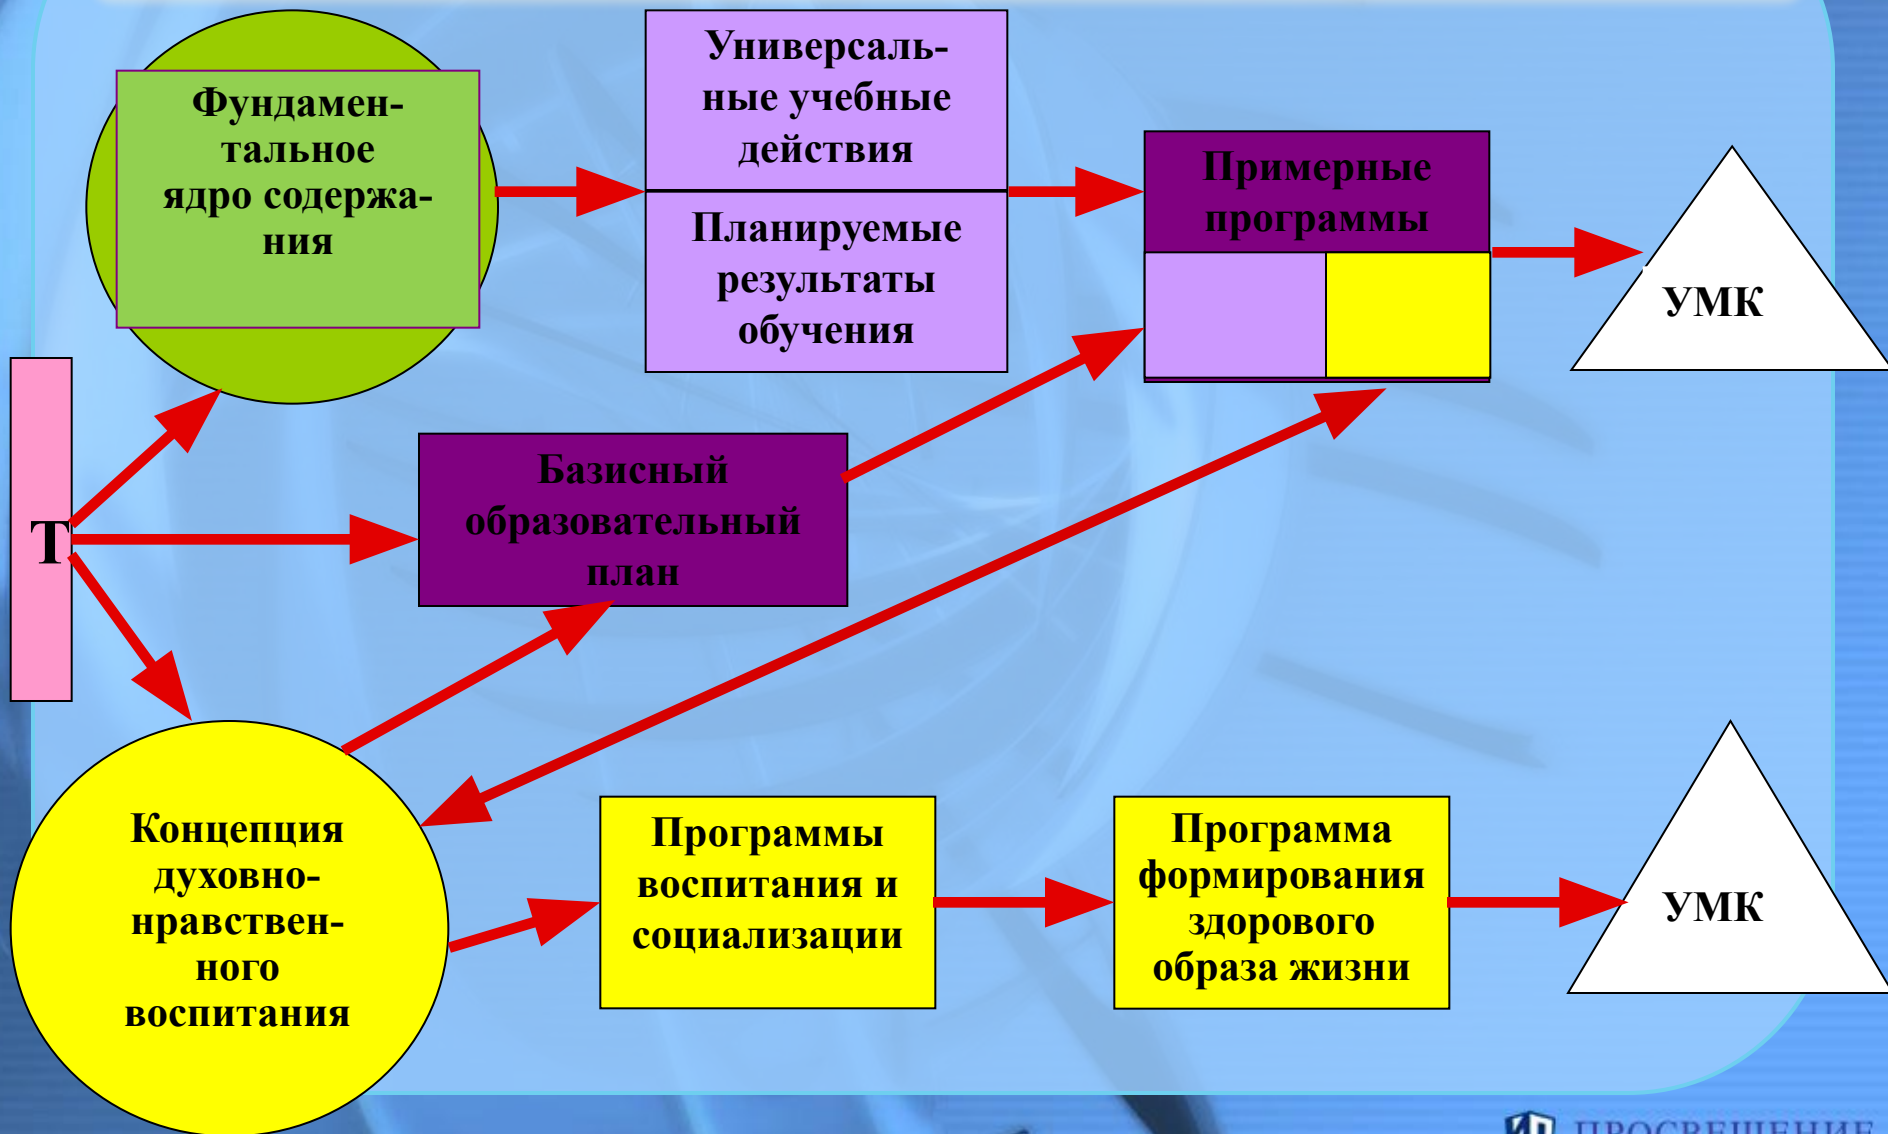 Фундамен-
тальное
ядро содержа-
ния
Универсаль-
ные учебные
действия
Планируемые
результаты
обучения
Примерные
программы
УМК
Т
Базисный
образовательный
план
Концепция
духовно-
нравствен-
ного
воспитания
Программы
воспитания и
социализации
Программа
формирования
здорового
образа жизни
УМК
ПРОСВЕЩЕНИЕ